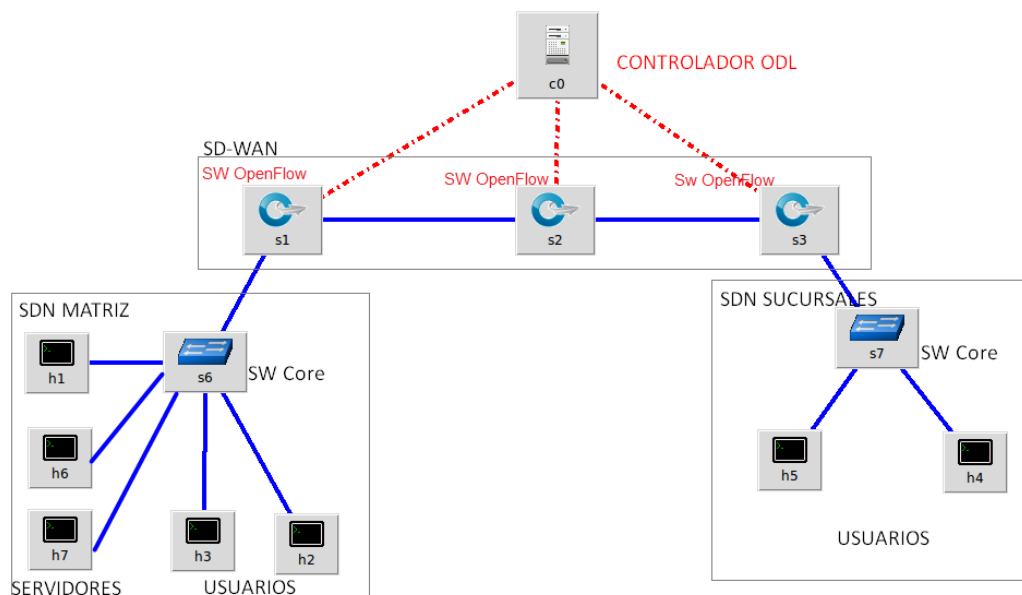 c0
CONTROLADOR ODL
SD-WAN
SW OpenFlow
SW OpenFlow
Sw OpenFlow
s1
s2
s3
SDN MATRIZ
SDN SUCURSALES
h1
s6
SW Core
s7
SW Core
h6
h5
h4
h7
h3
h2
USUARIOS
SERVIDORES
USUARIOS